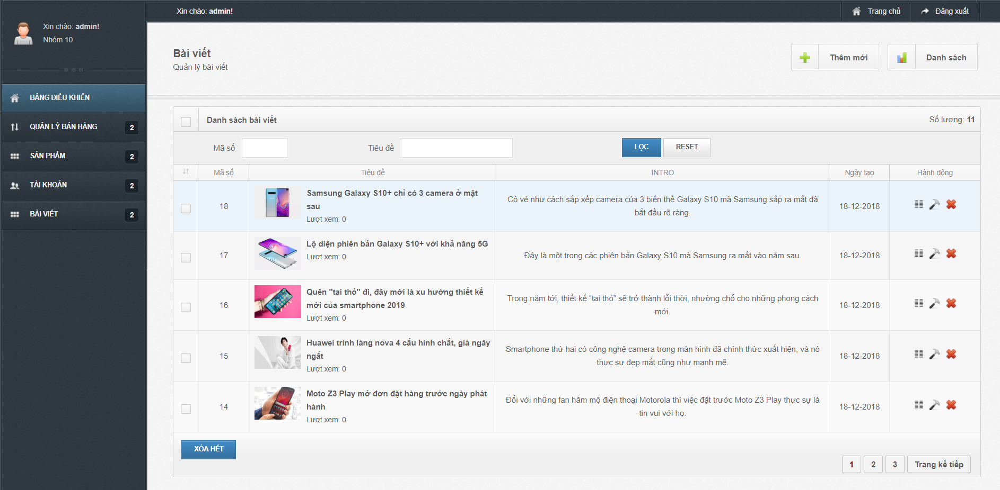 Xin chào: admin!
Trang chủ
Đăng xuất
Xin chào: admin!
Nhóm 10
BẢNG ĐIỀU KHIỂN
QUẢN LÝ BÁN HÀNG 2
SẢN PHẨM 2
TÀI KHOẢN 2
BÀI VIẾT 2
Bài viết
Quản lý bài viết
Thêm mới
Danh sách
Danh sách bài viết
Số lượng: 11
Mã số
Tiêu đề
LỌC
RESET
Mã số
Tiêu đề
INTRO
Ngày tạo
Hành động
18
Samsung Galaxy S10+ chỉ có 3 camera ở mặt
sau
Lượt xem: 0
Có vẻ như cách sắp xếp camera của 3 biến thể Galaxy S10 mà Samsung sắp ra mắt đã
bắt đầu rõ ràng.
18-12-2018
17
Lộ diện phiên bản Galaxy S10+ với khả năng 5G
Lượt xem: 0
Đây là một trong các phiên bản Galaxy S10 mà Samsung ra mắt vào năm sau.
18-12-2018
16
Quên "tai thỏ" đi, đây mới là xu hướng thiết kế
mới của smartphone 2019
Lượt xem: 0
Trong năm tới, thiết kế “tai thỏ” sẽ trở thành lỗi thời, nhường chỗ cho những phong cách
mới.
18-12-2018
15
Huawei trình làng nova 4 cấu hình chất, giá ngây
ngất
Lượt xem: 0
Smartphone thứ hai có công nghệ camera trong màn hình đã chính thức xuất hiện, và nó
thực sự đẹp mắt cũng như mạnh mẽ.
18-12-2018
14
Moto Z3 Play mở đơn đặt hàng trước ngày phát
hành
Lượt xem: 0
Đối với những fan hâm mộ điện thoại Motorola thì việc đặt trước Moto Z3 Play thực sự là
tin vui với họ.
18-12-2018
XÓA HẾT
1
2
3
Trang kế tiếp